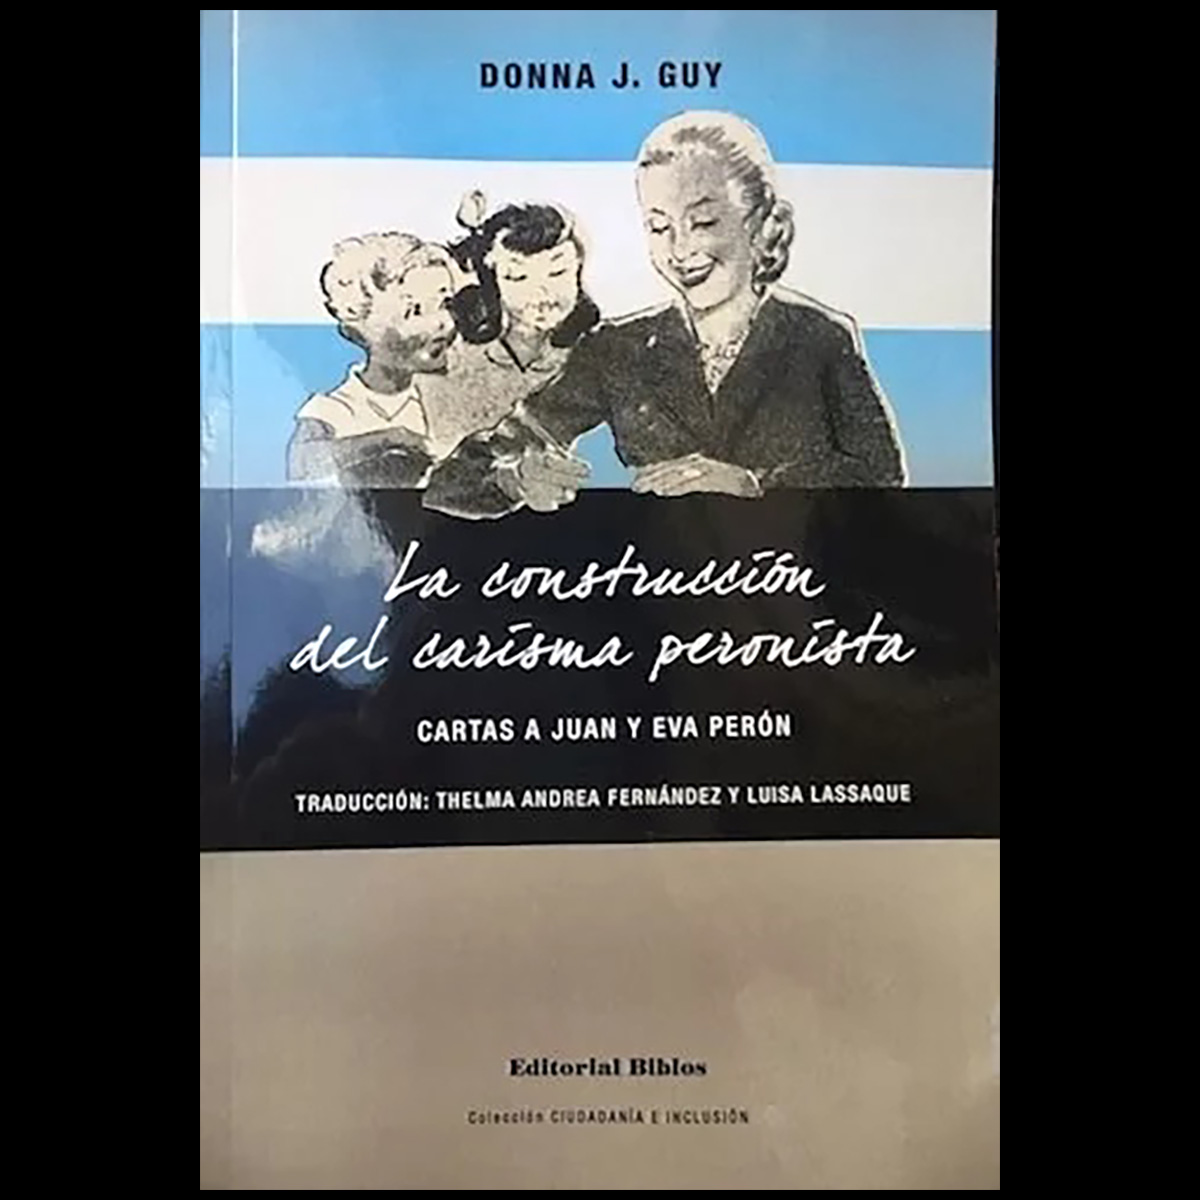 DONNA J. GUY
La construcción
del carisma peronista
CARTAS A JUAN Y EVA PERÓN
TRADUCCIÓN: THELMA ANDREA FERNÁNDEZ Y LUISA LASSAQUE
Editorial Biblos
Colección CIUDADANÍA E INCLUSIÓN